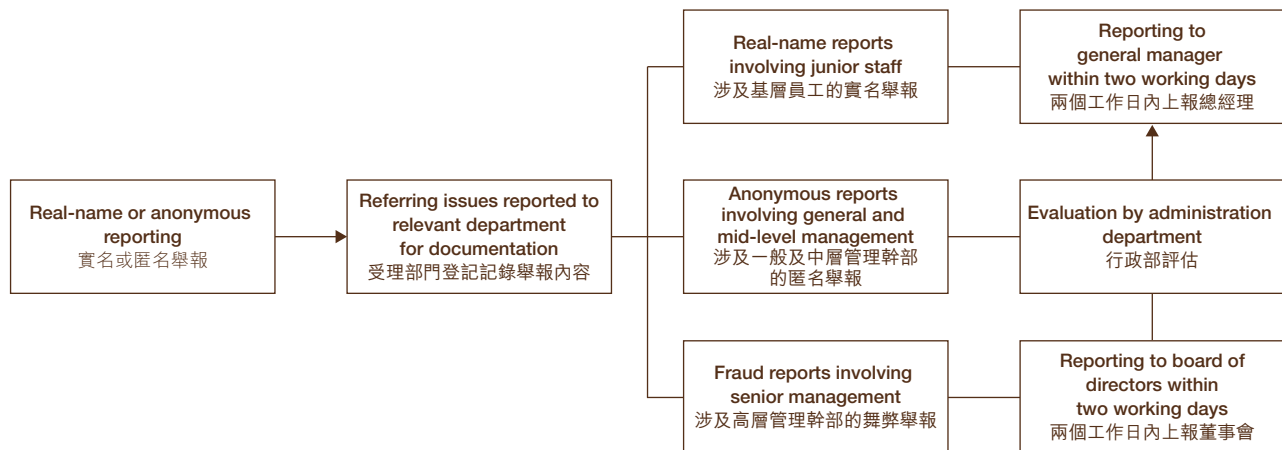 Real-name or anonymous
reporting
實名或匿名舉報
Referring issues reported to
relevant department
for documentation
受理部門登記記錄舉報內容
Real-name reports
involving junior staff
涉及基層員工的實名舉報
Reporting to
general manager
within two working days
兩個工作日內上報總經理
Anonymous reports
involving general and
mid-level management
涉及一般及中層管理幹部
的匿名舉報
Evaluation by administration
department
行政部評估
Fraud reports involving
senior management
涉及高層管理幹部的舞弊舉報
Reporting to board of
directors within
two working days
兩個工作日內上報董事會